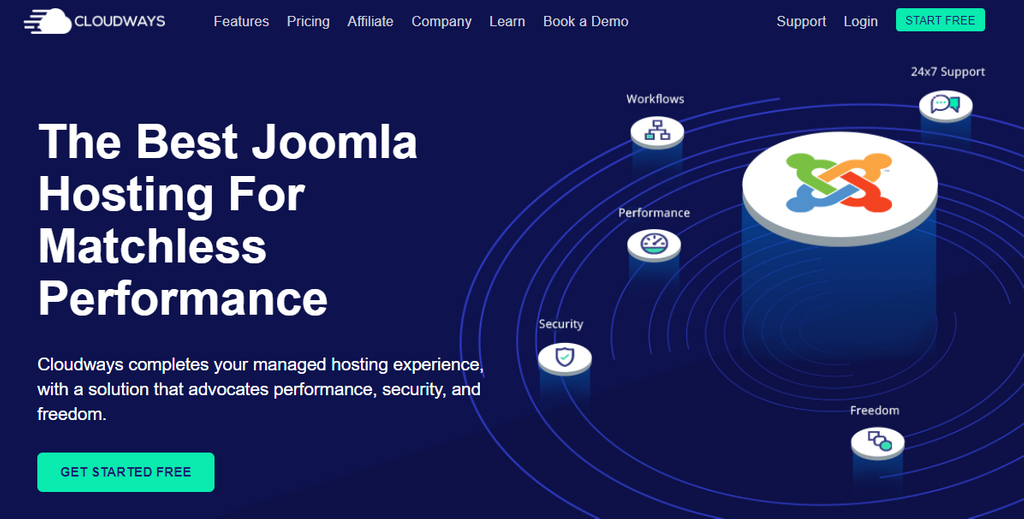 CLOUDWAYS
Features Pricing Affiliate Company Learn Book a Demo
Support Login START FREE
24x7 Support
Workflows
The Best Joomla
Hosting For
Matchless
Performance
Performance
Security
Cloudways completes your managed hosting experience,
with a solution that advocates performance, security, and
freedom.
Freedom
GET STARTED FREE